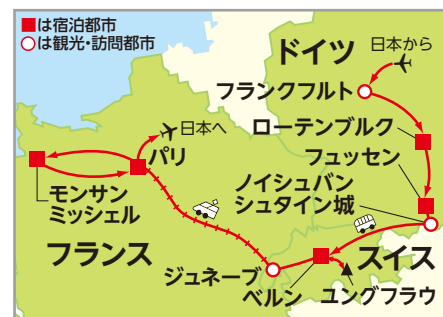 ■は宿泊都市
○は観光・訪問都市
ドイツ
日本から
フランクフルト
ローテンブルク
フュッセン
ノイシュバン
シュタイン城
日本へ
パリ
モンサン
ミッシェル
フランス
スイス
ジュネーブ
ベルン
ユングフラウ